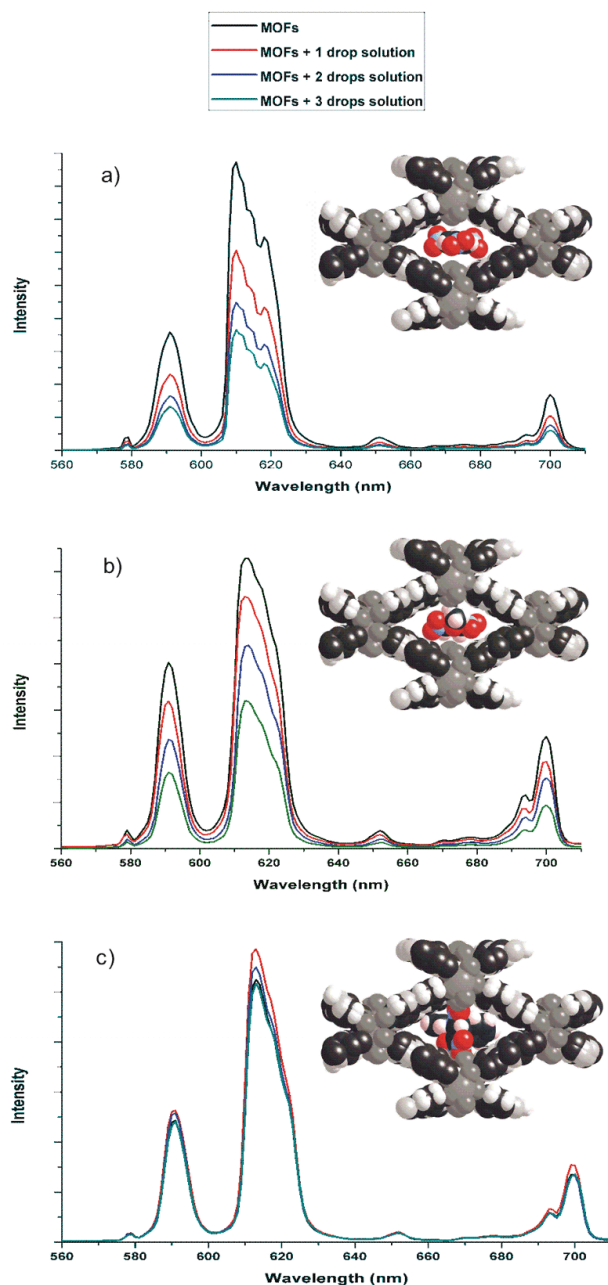 MOFs
MOFs + 1 drop solution
MOFs + 2 drops solution
MOFs + 3 drops solution
a)
Intensity
560 580 600 620 640 660 680 700
Wavelength (nm)
b)
Intensity
560 580 600 620 640 660 680 700
Wavelength (nm)
c)
Intensity
560 580 600 620 640 660 680 700
Wavelength (nm)